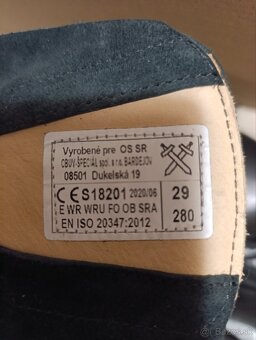 Vyrobené pre OS SR
OBUV-ŠPECIÁL spol. s r.o. BARDEJOV
08501 Dukelská 19
CE S18201 2020/06 29
E WR WRU FO OB SRA 280
EN ISO 20347:2012